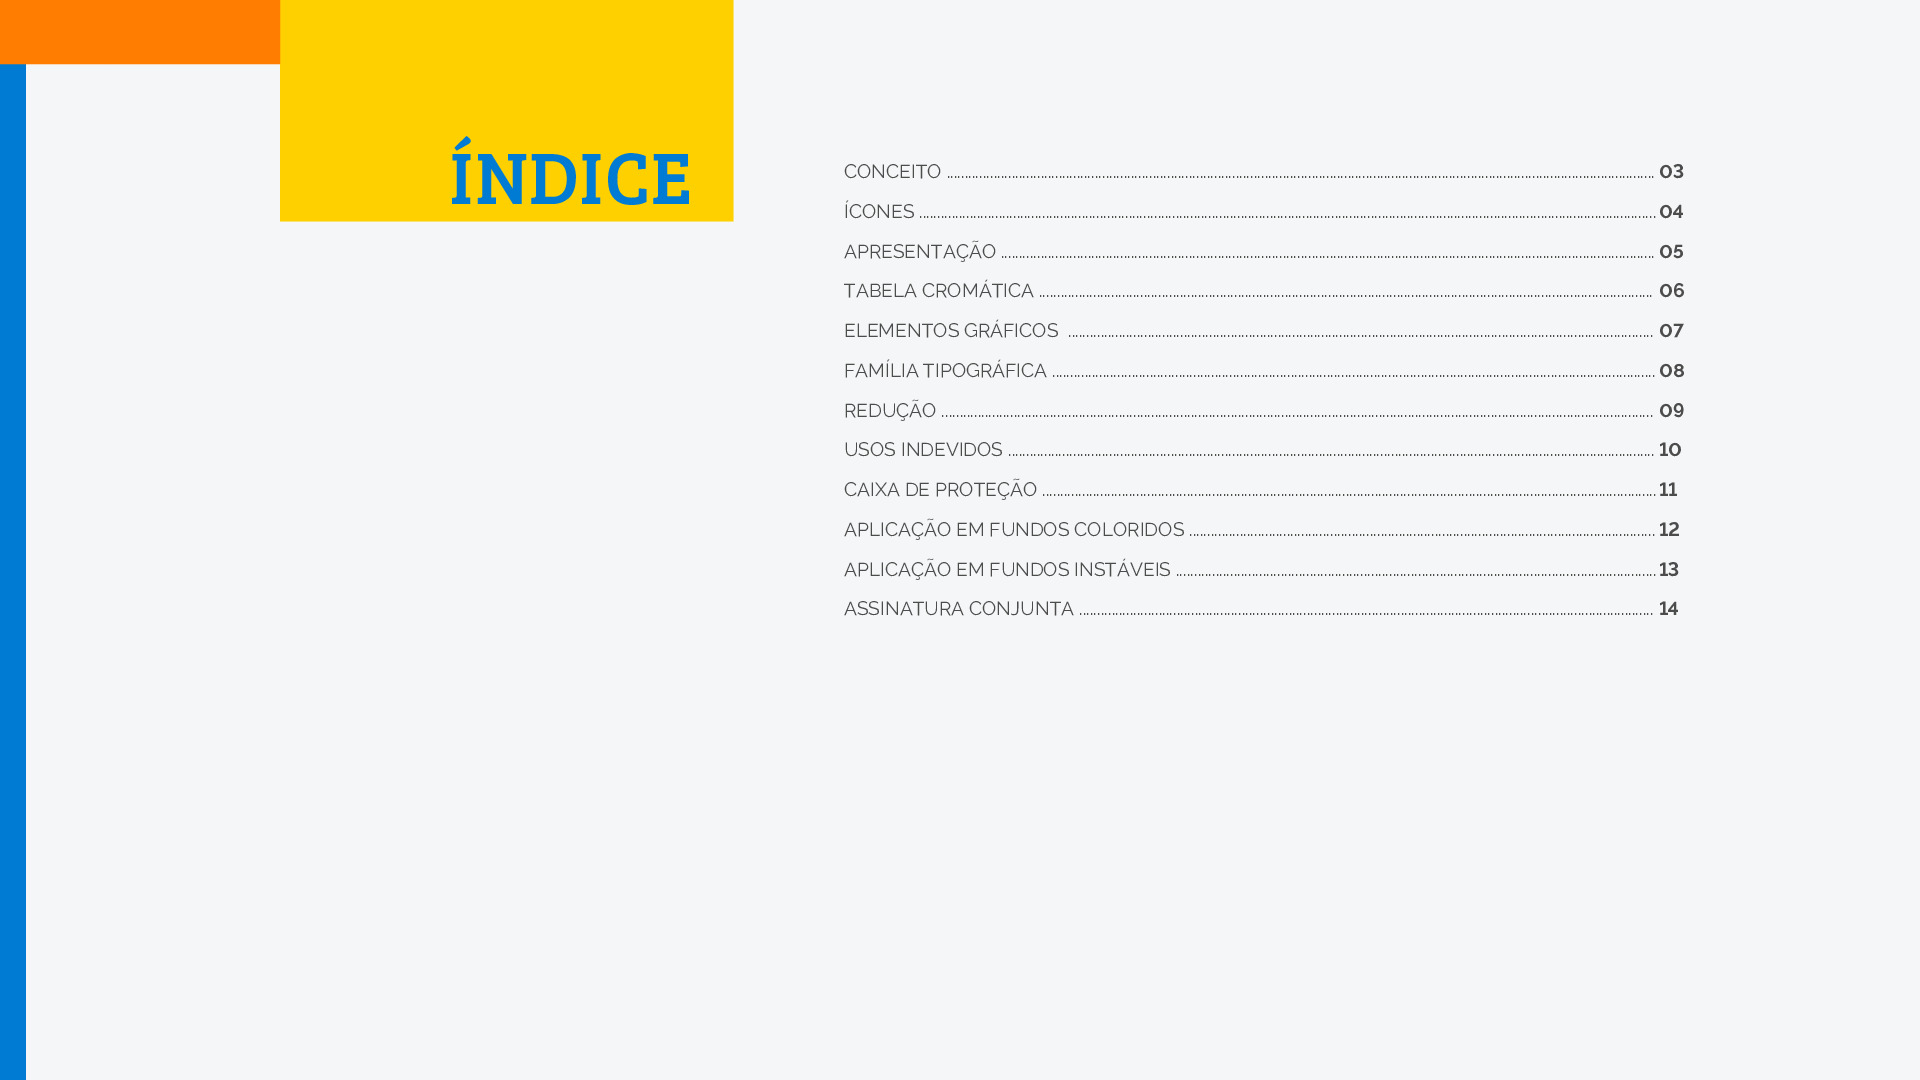 ÍNDICE
CONCEITO ........................................ 03
ÍCONES ........................................ 04
APRESENTAÇÃO ........................................ 05
TABELA CROMÁTICA ........................................ 06
ELEMENTOS GRÁFICOS ........................................ 07
FAMÍLIA TIPOGRÁFICA ........................................ 08
REDUÇÃO ........................................ 09
USOS INDEVIDOS ........................................ 10
CAIXA DE PROTEÇÃO ........................................ 11
APLICAÇÃO EM FUNDOS COLORIDOS ........................................ 12
APLICAÇÃO EM FUNDOS INSTÁVEIS ........................................ 13
ASSINATURA CONJUNTA ........................................ 14